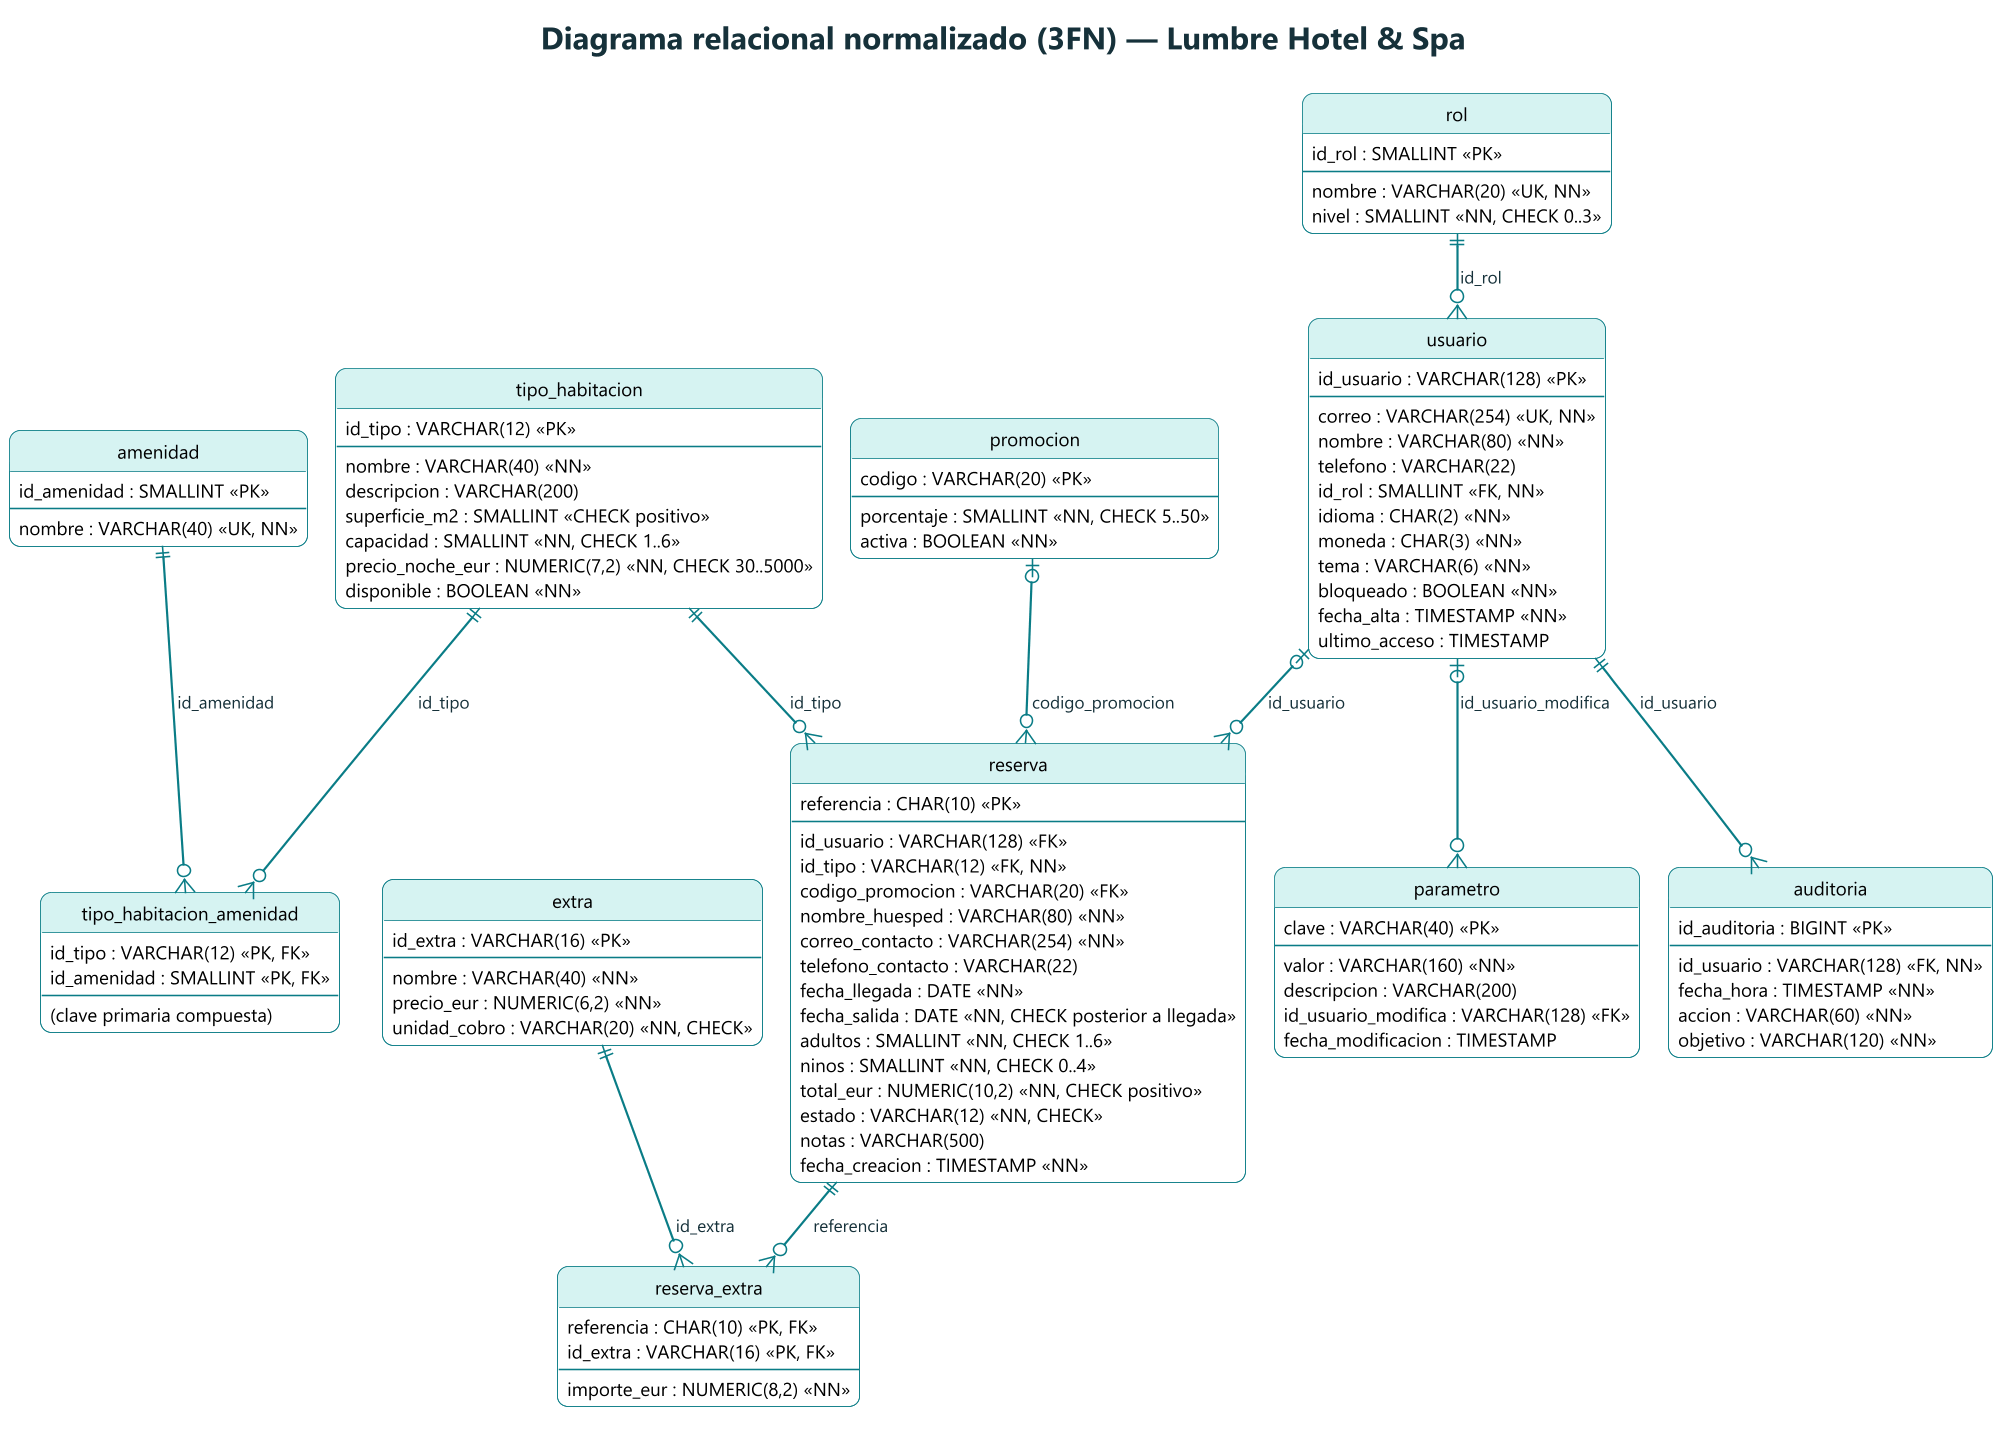 Diagrama relacional normalizado (3FN) — Lumbre Hotel & Spa
rol
id_rol : SMALLINT «PK»
nombre : VARCHAR(20) «UK, NN»
nivel : SMALLINT «NN, CHECK 0..3»
id_rol
usuario
id_usuario : VARCHAR(128) «PK»
correo : VARCHAR(254) «UK, NN»
nombre : VARCHAR(80) «NN»
telefono : VARCHAR(22)
id_rol : SMALLINT «FK, NN»
idioma : CHAR(2) «NN»
moneda : CHAR(3) «NN»
tema : VARCHAR(6) «NN»
bloqueado : BOOLEAN «NN»
fecha_alta : TIMESTAMP «NN»
ultimo_acceso : TIMESTAMP
tipo_habitacion
id_tipo : VARCHAR(12) «PK»
nombre : VARCHAR(40) «NN»
descripcion : VARCHAR(200)
superficie_m2 : SMALLINT «CHECK positivo»
capacidad : SMALLINT «NN, CHECK 1..6»
precio_noche_eur : NUMERIC(7,2) «NN, CHECK 30..5000»
disponible : BOOLEAN «NN»
promocion
codigo : VARCHAR(20) «PK»
porcentaje : SMALLINT «NN, CHECK 5..50»
activa : BOOLEAN «NN»
amenidad
id_amenidad : SMALLINT «PK»
nombre : VARCHAR(40) «UK, NN»
id_amenidad
id_tipo
id_tipo
codigo_promocion
id_usuario
id_usuario_modifica
id_usuario
reserva
referencia : CHAR(10) «PK»
id_usuario : VARCHAR(128) «FK»
id_tipo : VARCHAR(12) «FK, NN»
codigo_promocion : VARCHAR(20) «FK»
nombre_huesped : VARCHAR(80) «NN»
correo_contacto : VARCHAR(254) «NN»
telefono_contacto : VARCHAR(22)
fecha_llegada : DATE «NN»
fecha_salida : DATE «NN, CHECK posterior a llegada»
adultos : SMALLINT «NN, CHECK 1..6»
ninos : SMALLINT «NN, CHECK 0..4»
total_eur : NUMERIC(10,2) «NN, CHECK positivo»
estado : VARCHAR(12) «NN, CHECK»
notas : VARCHAR(500)
fecha_creacion : TIMESTAMP «NN»
tipo_habitacion_amenidad
id_tipo : VARCHAR(12) «PK, FK»
id_amenidad : SMALLINT «PK, FK»
(clave primaria compuesta)
extra
id_extra : VARCHAR(16) «PK»
nombre : VARCHAR(40) «NN»
precio_eur : NUMERIC(6,2) «NN»
unidad_cobro : VARCHAR(20) «NN, CHECK»
parametro
clave : VARCHAR(40) «PK»
valor : VARCHAR(160) «NN»
descripcion : VARCHAR(200)
id_usuario_modifica : VARCHAR(128) «FK»
fecha_modificacion : TIMESTAMP
auditoria
id_auditoria : BIGINT «PK»
id_usuario : VARCHAR(128) «FK, NN»
fecha_hora : TIMESTAMP «NN»
accion : VARCHAR(60) «NN»
objetivo : VARCHAR(120) «NN»
id_extra
referencia
reserva_extra
referencia : CHAR(10) «PK, FK»
id_extra : VARCHAR(16) «PK, FK»
importe_eur : NUMERIC(8,2) «NN»